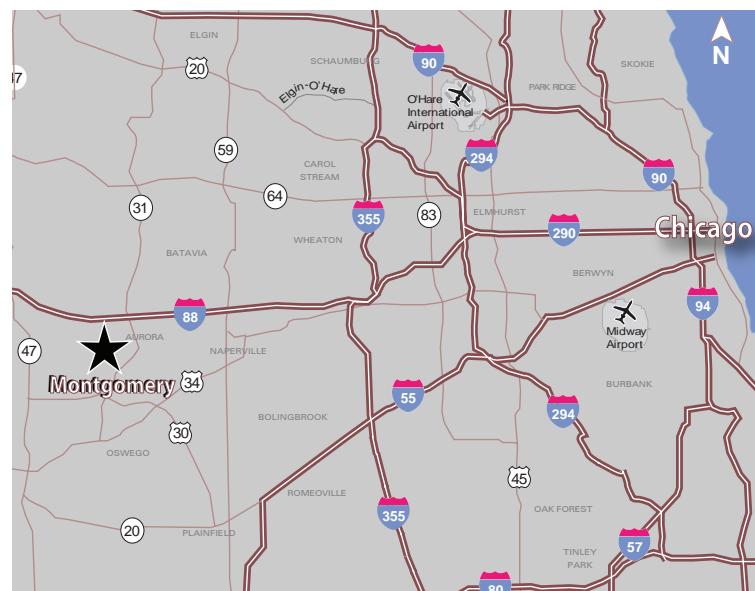 ELGIN
SKOKIE
N
SCHAUMBURG
90
20
47
Elgin-O'Hare
PARK RIDGE
O'Hare
International
Airport
59
294
CAROL
STREAM
90
64
31
355
83
ELMHURST
WHEATON
290
Chicago
BATAVIA
BERWYN
88
94
AURORA
Midway
Airport
47
NAPERVILLE
Montgomery
34
BURBANK
55
BOLINGBROOK
294
30
OSWEGO
45
ROMEOVILLE
355
OAK FOREST
20
PLAINFIELD
57
TINLEY
PARK
80